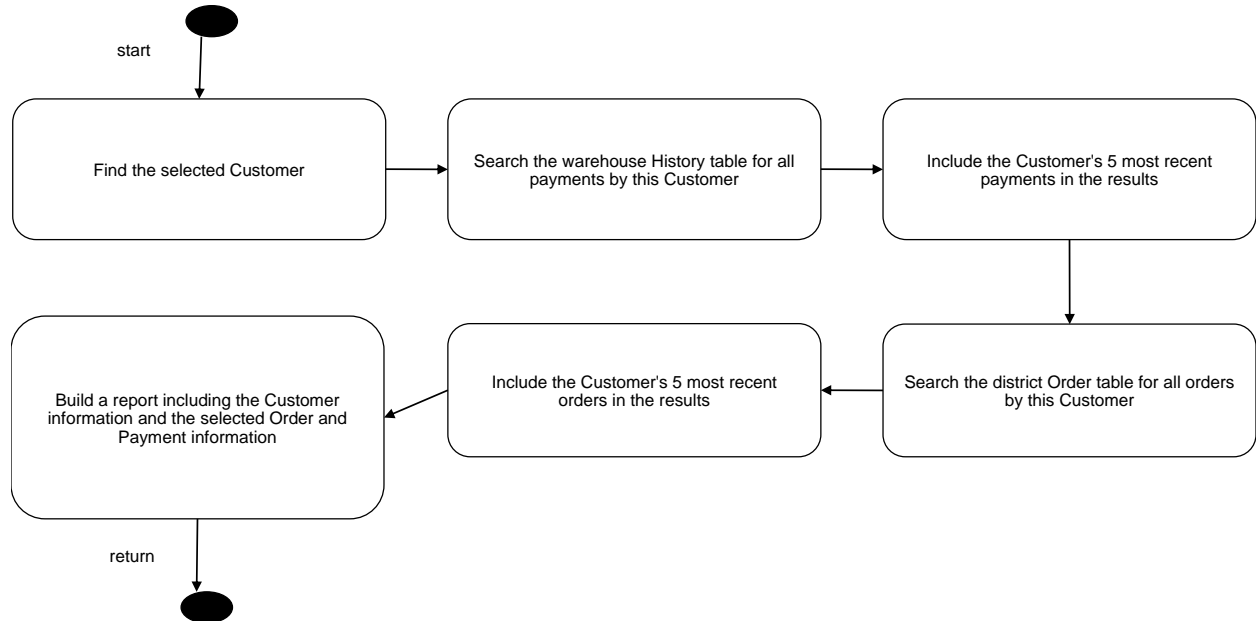 start
Find the selected Customer
Search the warehouse History table for all
payments by this Customer
Include the Customer's 5 most recent
payments in the results
Search the district Order table for all orders
by this Customer
Include the Customer's 5 most recent
orders in the results
Build a report including the Customer
information and the selected Order and
Payment information
return